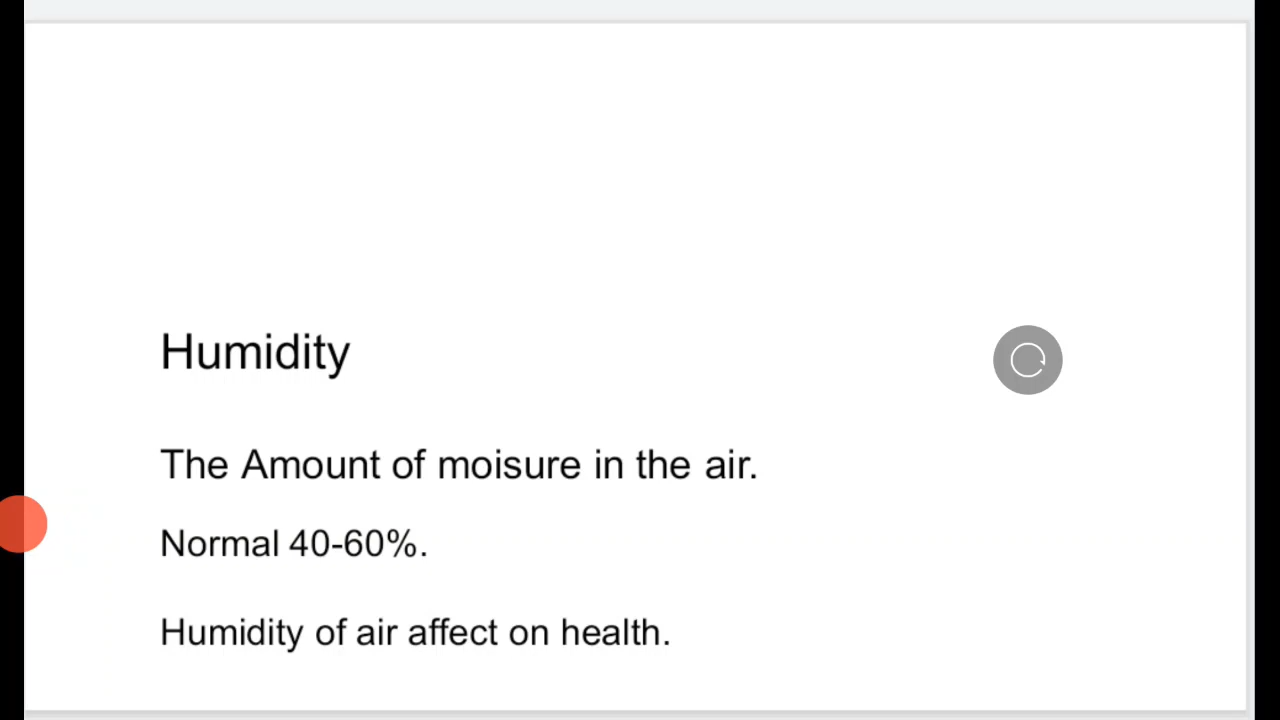 Humidity
The Amount of moisure in the air.
Normal 40-60%.
Humidity of air affect on health.